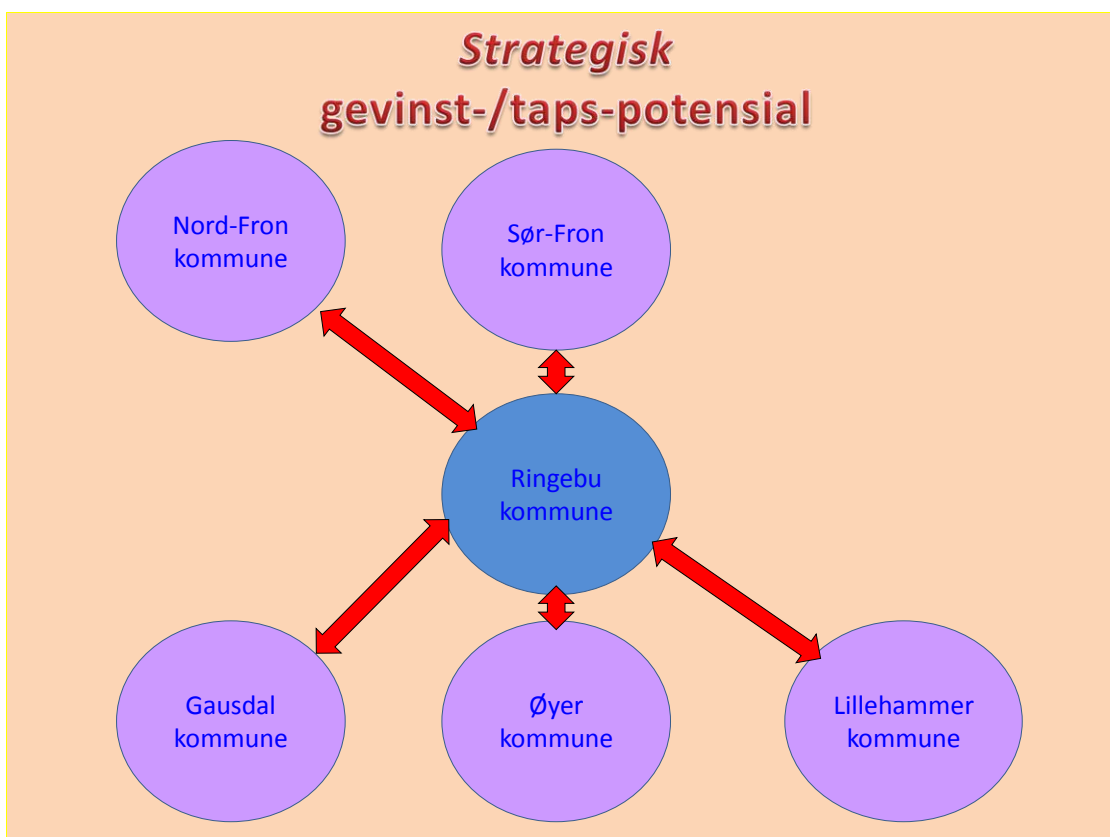 Strategisk
gevinst-/taps-potensial
Nord-Fron
kommune
Sør-Fron
kommune
Ringebu
kommune
Gausdal
kommune
Øyer
kommune
Lillehammer
kommune